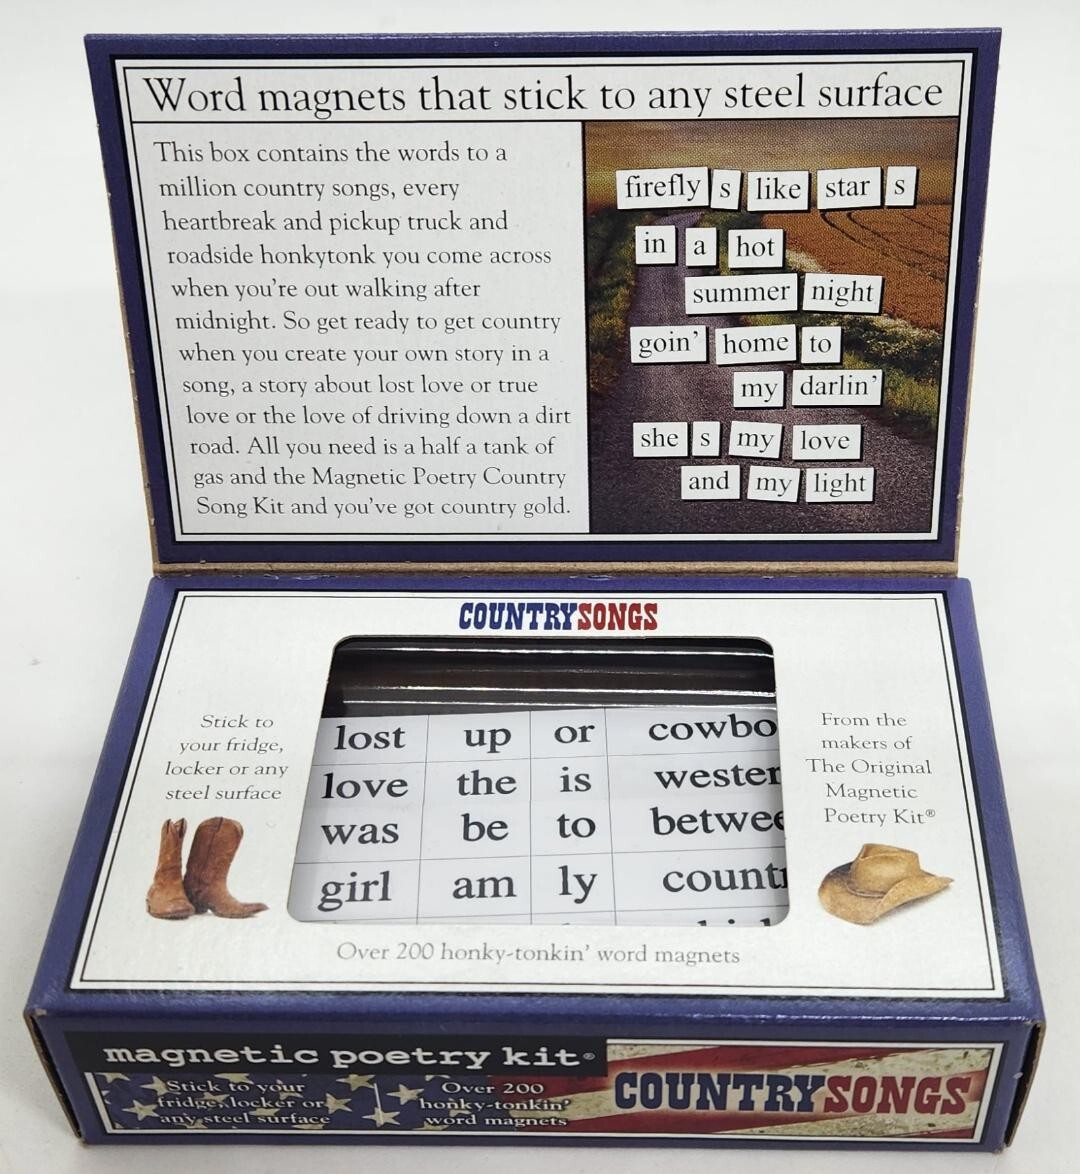 Word magnets that stick to any steel surface
This box contains the words to a
million country songs, every
heartbreak and pickup truck and
roadside honkytonk you come across
when you're out walking after
midnight. So get ready to get country
when you create your own story in a
song, a story about lost love or true
love or the love of driving down a dirt
road. All you need is a half a tank of
gas and the Magnetic Poetry Country
Song Kit and you've got country gold.
firefly s like star s
in a hot
summer night
goin' home to
my darlin'
she s my love
and my light
COUNTRYSONGS
Stick to
your fridge,
locker or any
steel surface
lost up or cowbo
love the is wester
was be to betwee
girl am ly count
From the
makers of
The Original
Magnetic
Poetry Kit®
Over 200 honky-tonkin' word magnets
magnetic poetry kit®
Stick to your
fridge, locker or
any steel surface
Over 200
honky-tonkin'
word magnets
COUNTRYSONGS